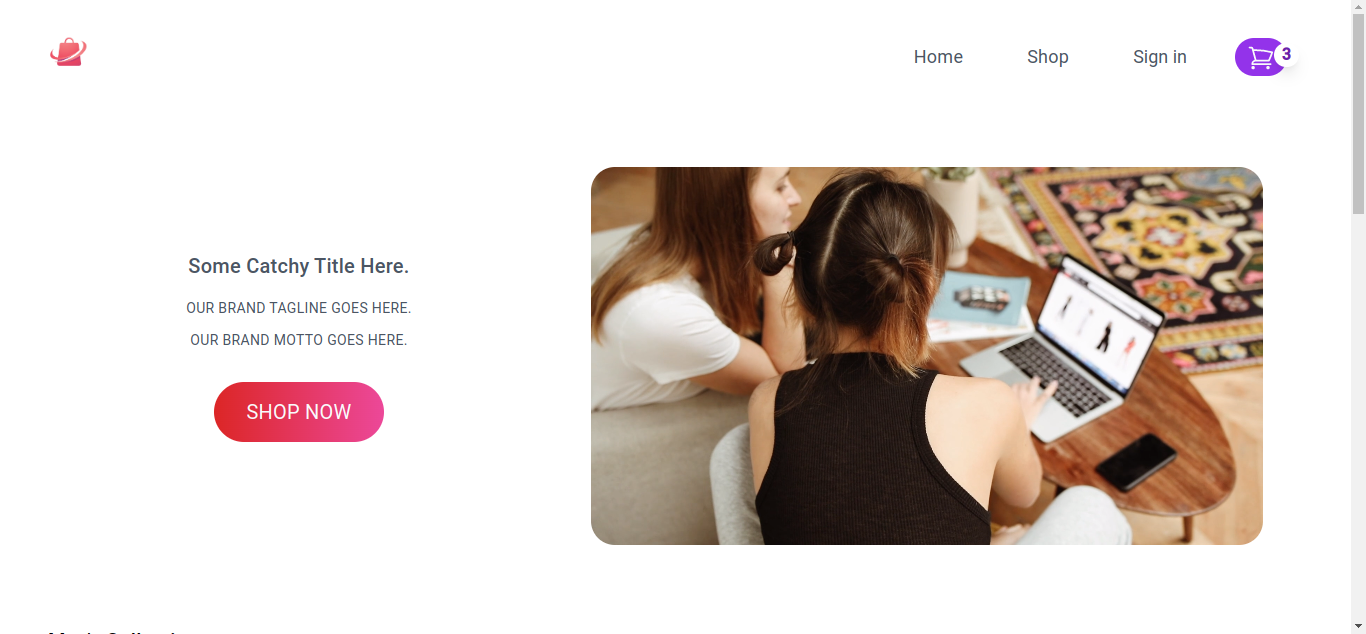 Home
Shop
Sign in
3
Some Catchy Title Here.
OUR BRAND TAGLINE GOES HERE.
OUR BRAND MOTTO GOES HERE.
SHOP NOW